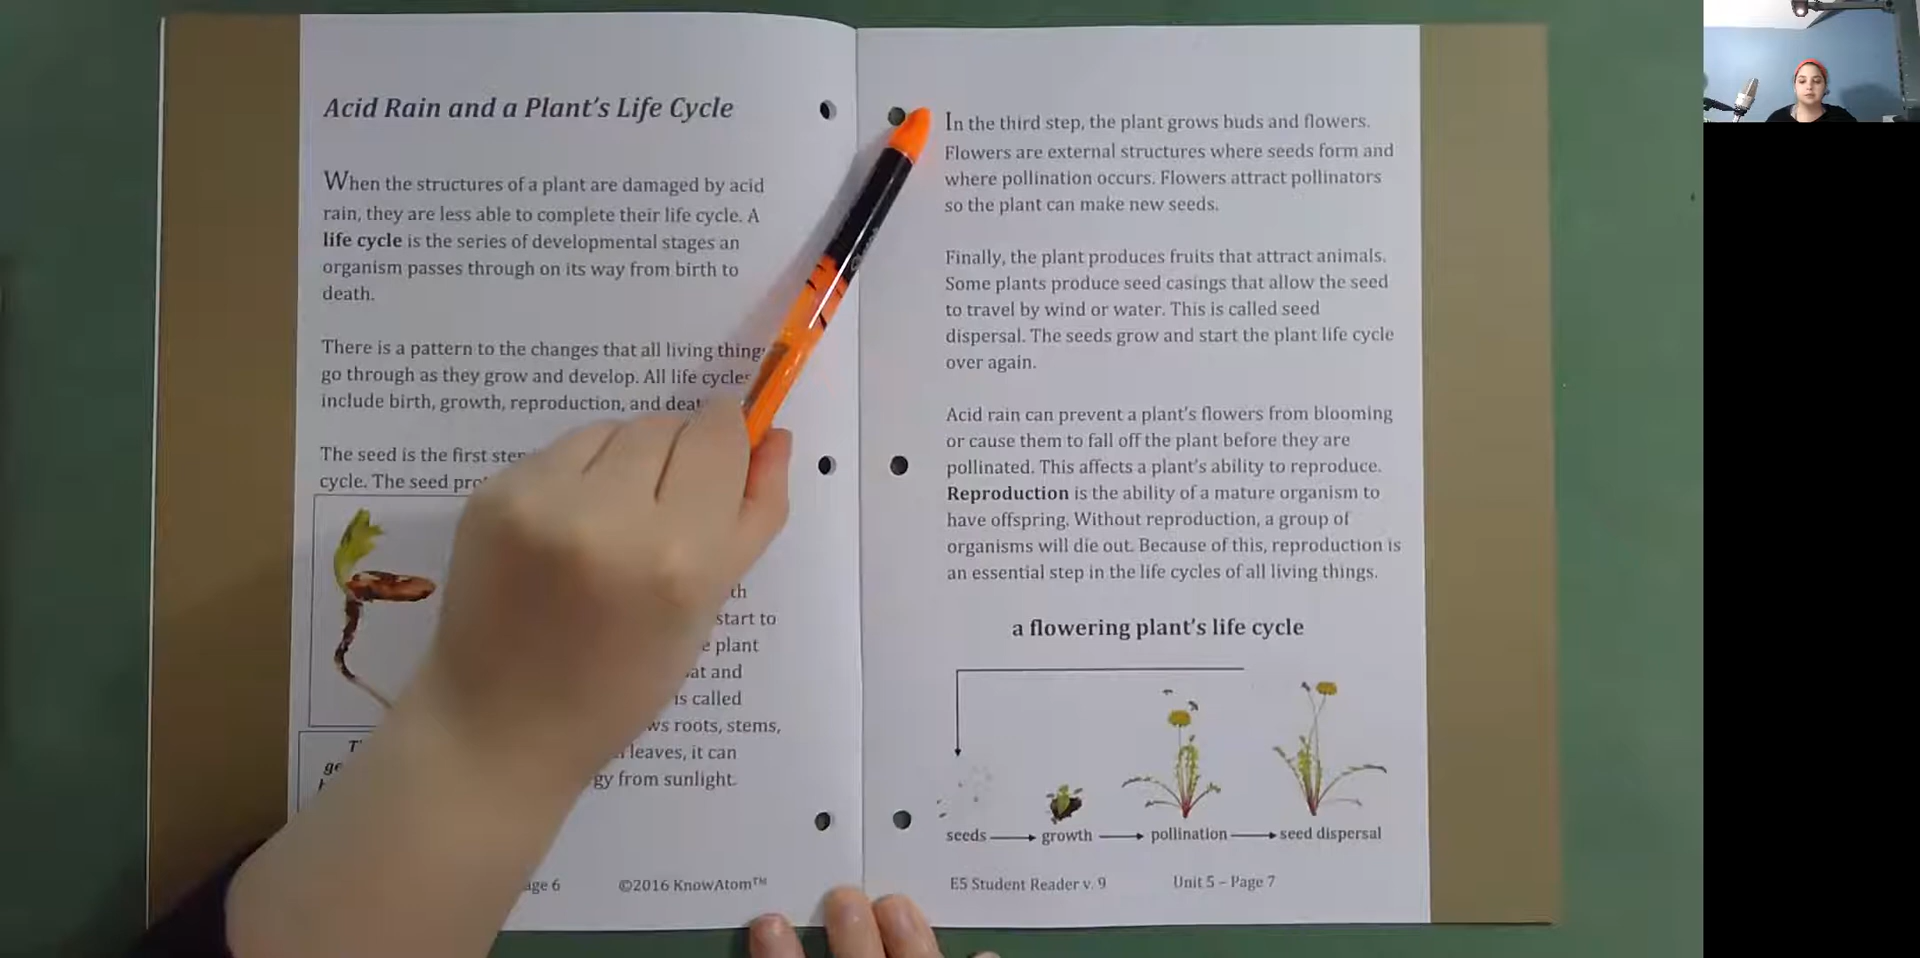 Acid Rain and a Plant's Life Cycle
When the structures of a plant are damaged by acid
rain, they are less able to complete their life cycle. A
life cycle is the series of developmental stages an
organism passes through on its way from birth to
death.
There is a pattern to the changes that all living
go through as they grow and develop. All life cycles
include birth, growth, reproduction, and
The seed is the first
cycle. The seed
start to
plant
and
is called
roots, stems,
leaves, it can
from sunlight.
6 ©2016 KnowAtom™
In the third step, the plant grows buds and flowers.
Flowers are external structures where seeds form and
where pollination occurs. Flowers attract pollinators
so the plant can make new seeds.
Finally, the plant produces fruits that attract animals.
Some plants produce seed casings that allow the seed
to travel by wind or water. This is called seed
dispersal. The seeds grow and start the plant life cycle
over again.
Acid rain can prevent a plant's flowers from blooming
or cause them to fall off the plant before they are
pollinated. This affects a plant's ability to reproduce.
Reproduction is the ability of a mature organism to
have offspring. Without reproduction, a group of
organisms will die out. Because of this, reproduction is
an essential step in the life cycles of all living things.
a flowering plant's life cycle
seeds growth pollination seed dispersal
E5 Student Reader v. 9 Unit 5 – Page 7